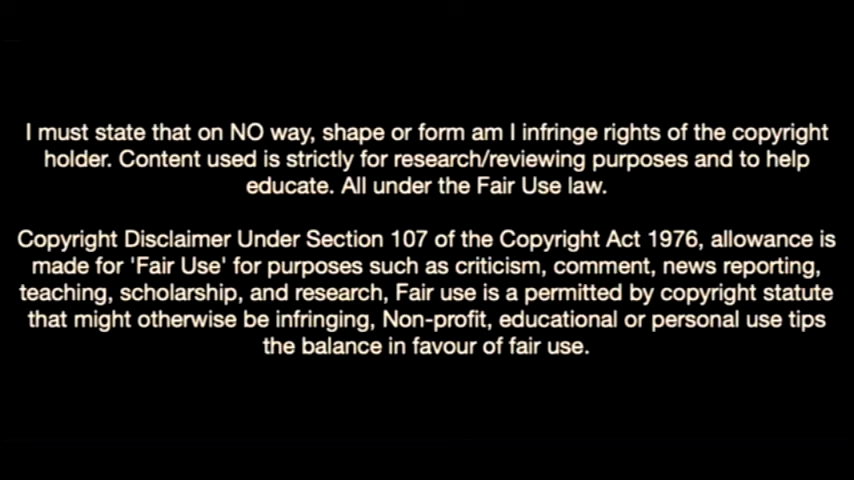 I must state that on NO way, shape or form am I infringe rights of the copyright
holder. Content used is strictly for research/reviewing purposes and to help
educate. All under the Fair Use law.
Copyright Disclaimer Under Section 107 of the Copyright Act 1976, allowance is
made for 'Fair Use' for purposes such as criticism, comment, news reporting,
teaching, scholarship, and research, Fair use is a permitted by copyright statute
that might otherwise be infringing, Non-profit, educational or personal use tips
the balance in favour of fair use.